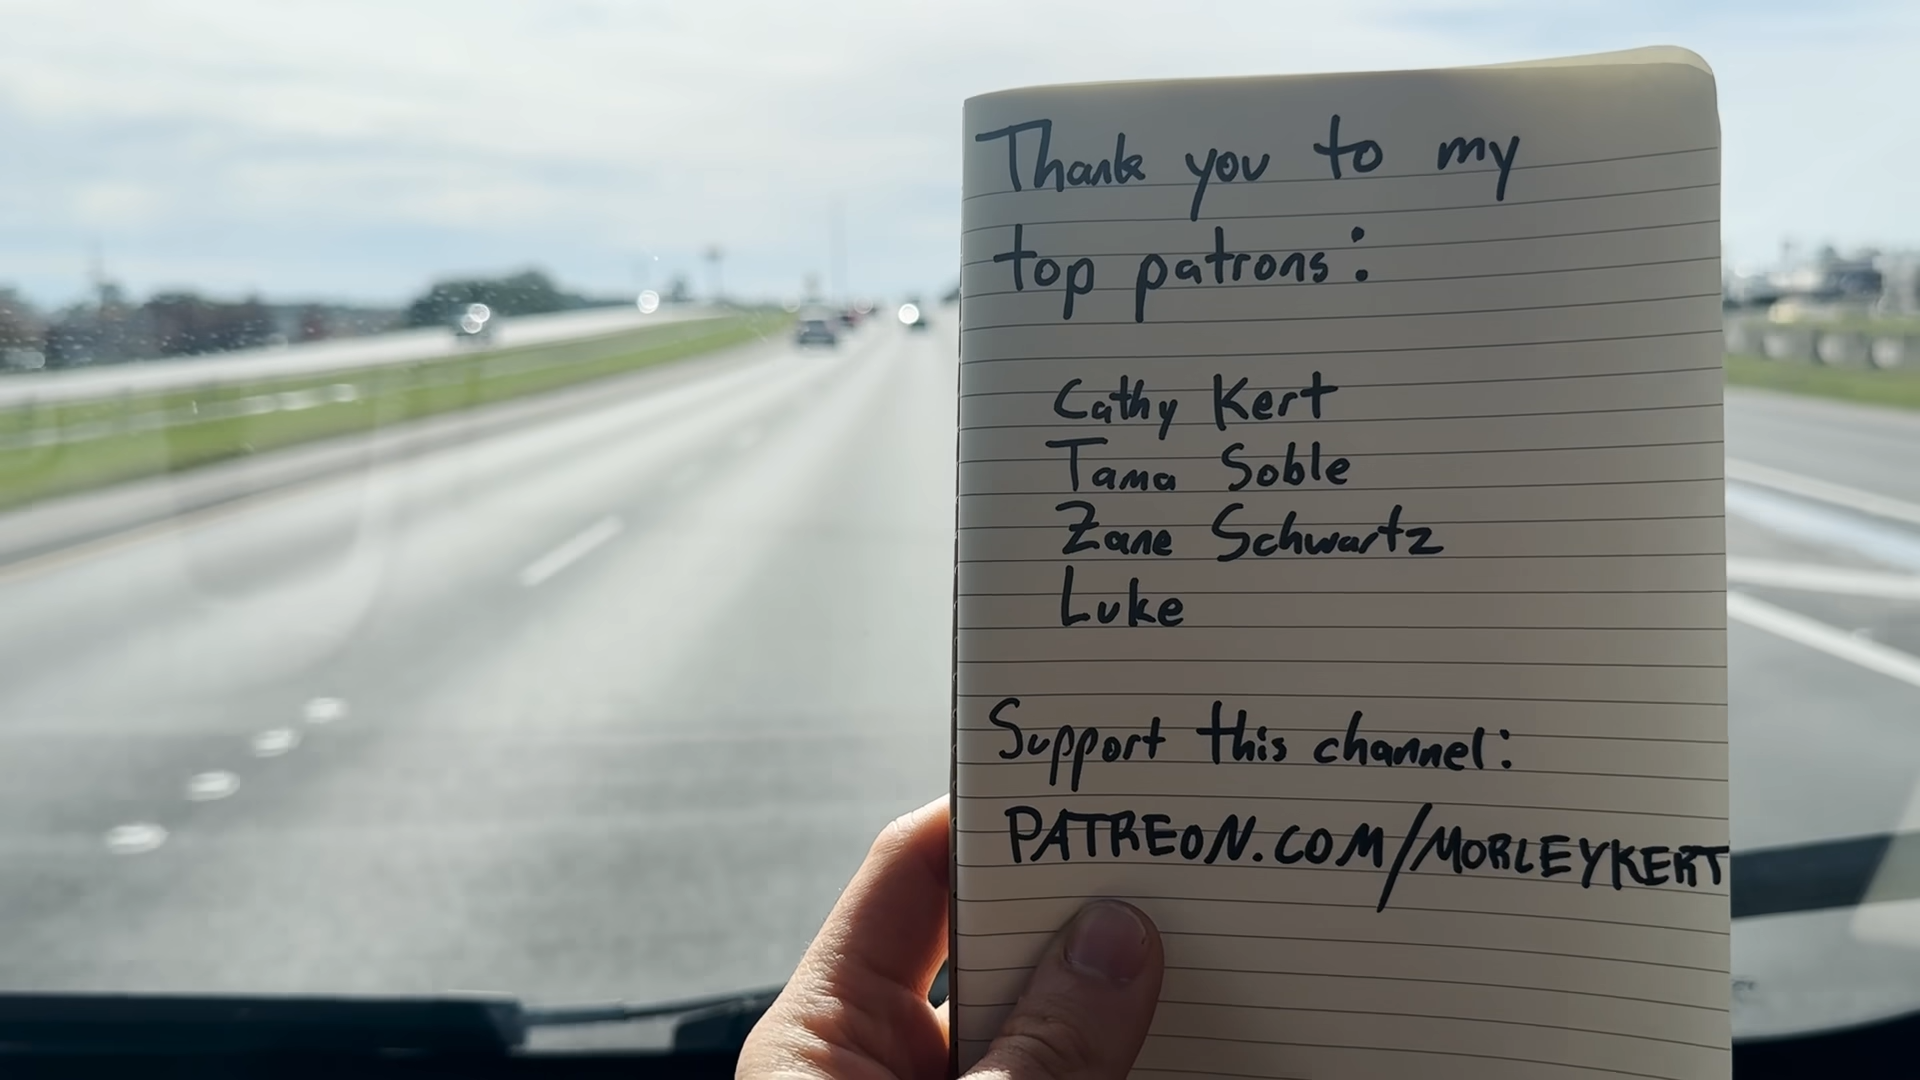 Thank you to my
top patrons:
Cathy Kert
Tama Soble
Zane Schwartz
Luke
Support this channel:
PATREON.COM/MORLEYKERT